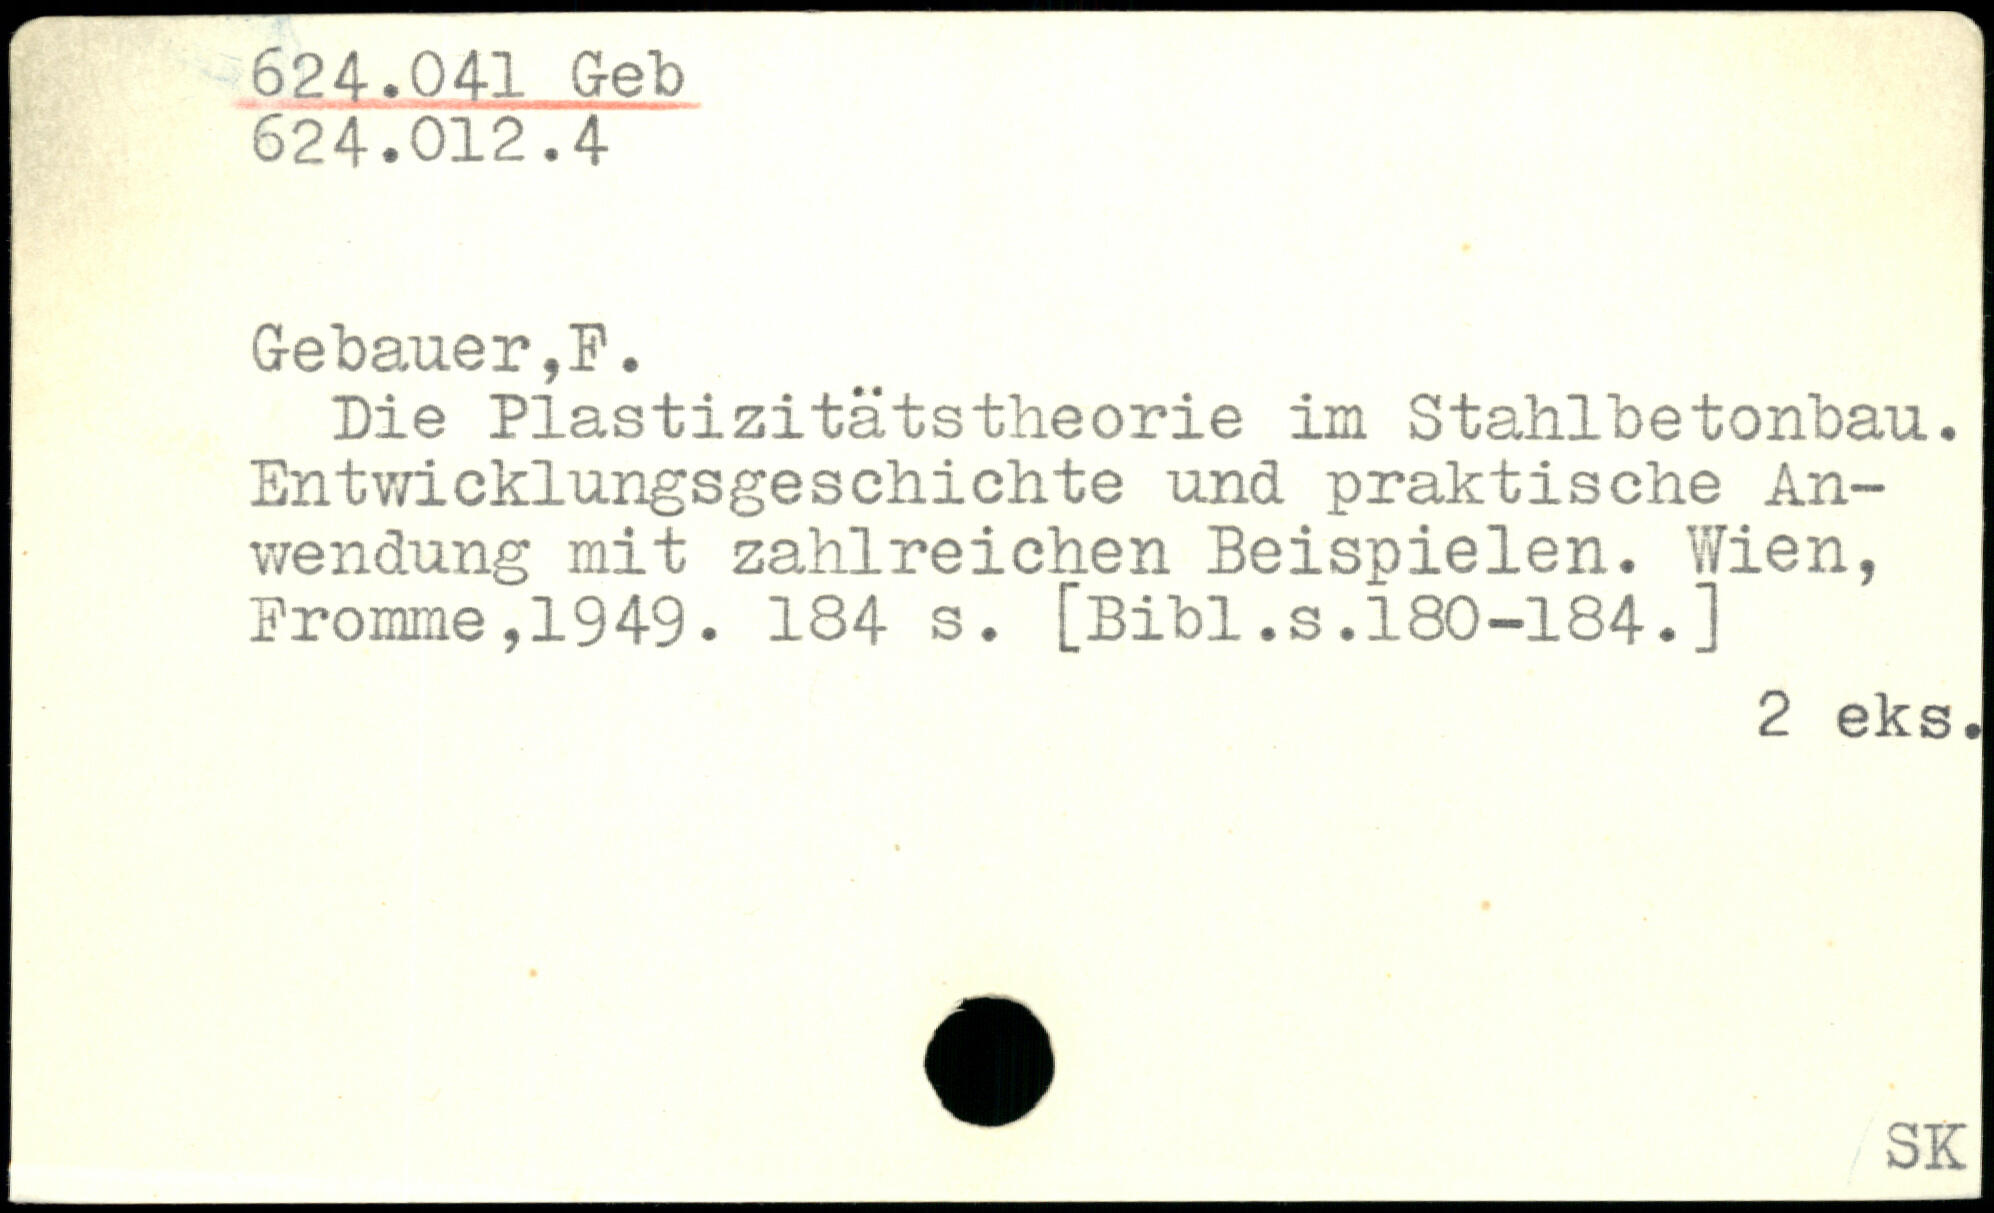 624.041 Geb
624.012.4
Gebauer,F.
Die Plastizitätstheorie im Stahlbetonbau.
Entwicklungsgeschichte und praktische An-
wendung mit zahlreichen Beispielen. Wien,
Fromme,1949. 184 s. [Bibl.s.180-184.]
2 eks.
SK